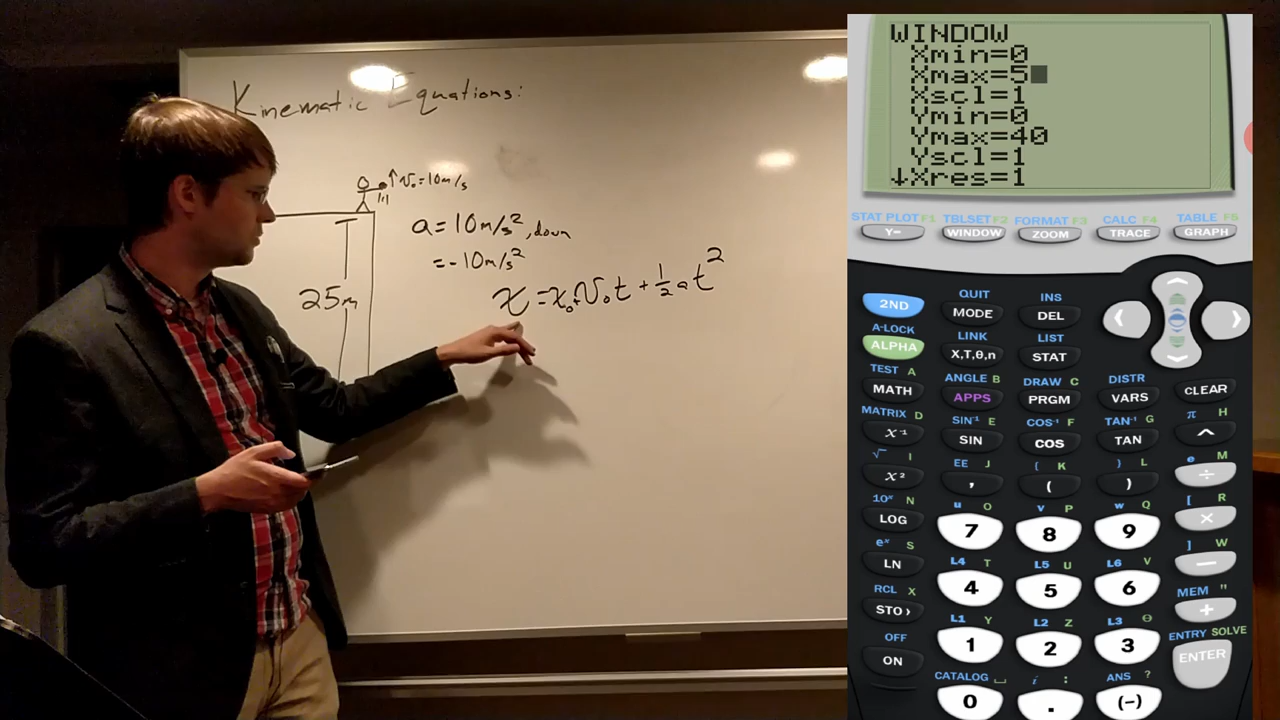 Kinematic Equations:
↑ v₀=10m/s
a = 10m/s², down
= -10m/s²
25m
x = x₀+v₀t + ½at²
WINDOW
Xmin=0
Xmax=5
Xscl=1
Ymin=0
Ymax=40
Yscl=1
↓Xres=1
STAT PLOT F1 TBLSET F2 FORMAT F3 CALC F4 TABLE F5
Y= WINDOW ZOOM TRACE GRAPH
QUIT INS
2ND MODE DEL
A-LOCK LINK LIST
ALPHA X,T,θ,n STAT
TEST A ANGLE B DRAW C DISTR
MATH APPS PRGM VARS CLEAR
MATRIX D SIN⁻¹ E COS⁻¹ F TAN⁻¹ G π H
x⁻¹ SIN COS TAN ^
√ I EE J { K } L e M
x² , ( ) ÷
10ˣ N u O v P w Q [ R
LOG 7 8 9 ×
eˣ S L4 T L5 U L6 V ] W
LN 4 5 6 −
RCL X L1 Y L2 Z L3 θ MEM "
STO› 1 2 3 +
OFF CATALOG ⎵ i : ANS ? ENTRY SOLVE
ON 0 . (−) ENTER